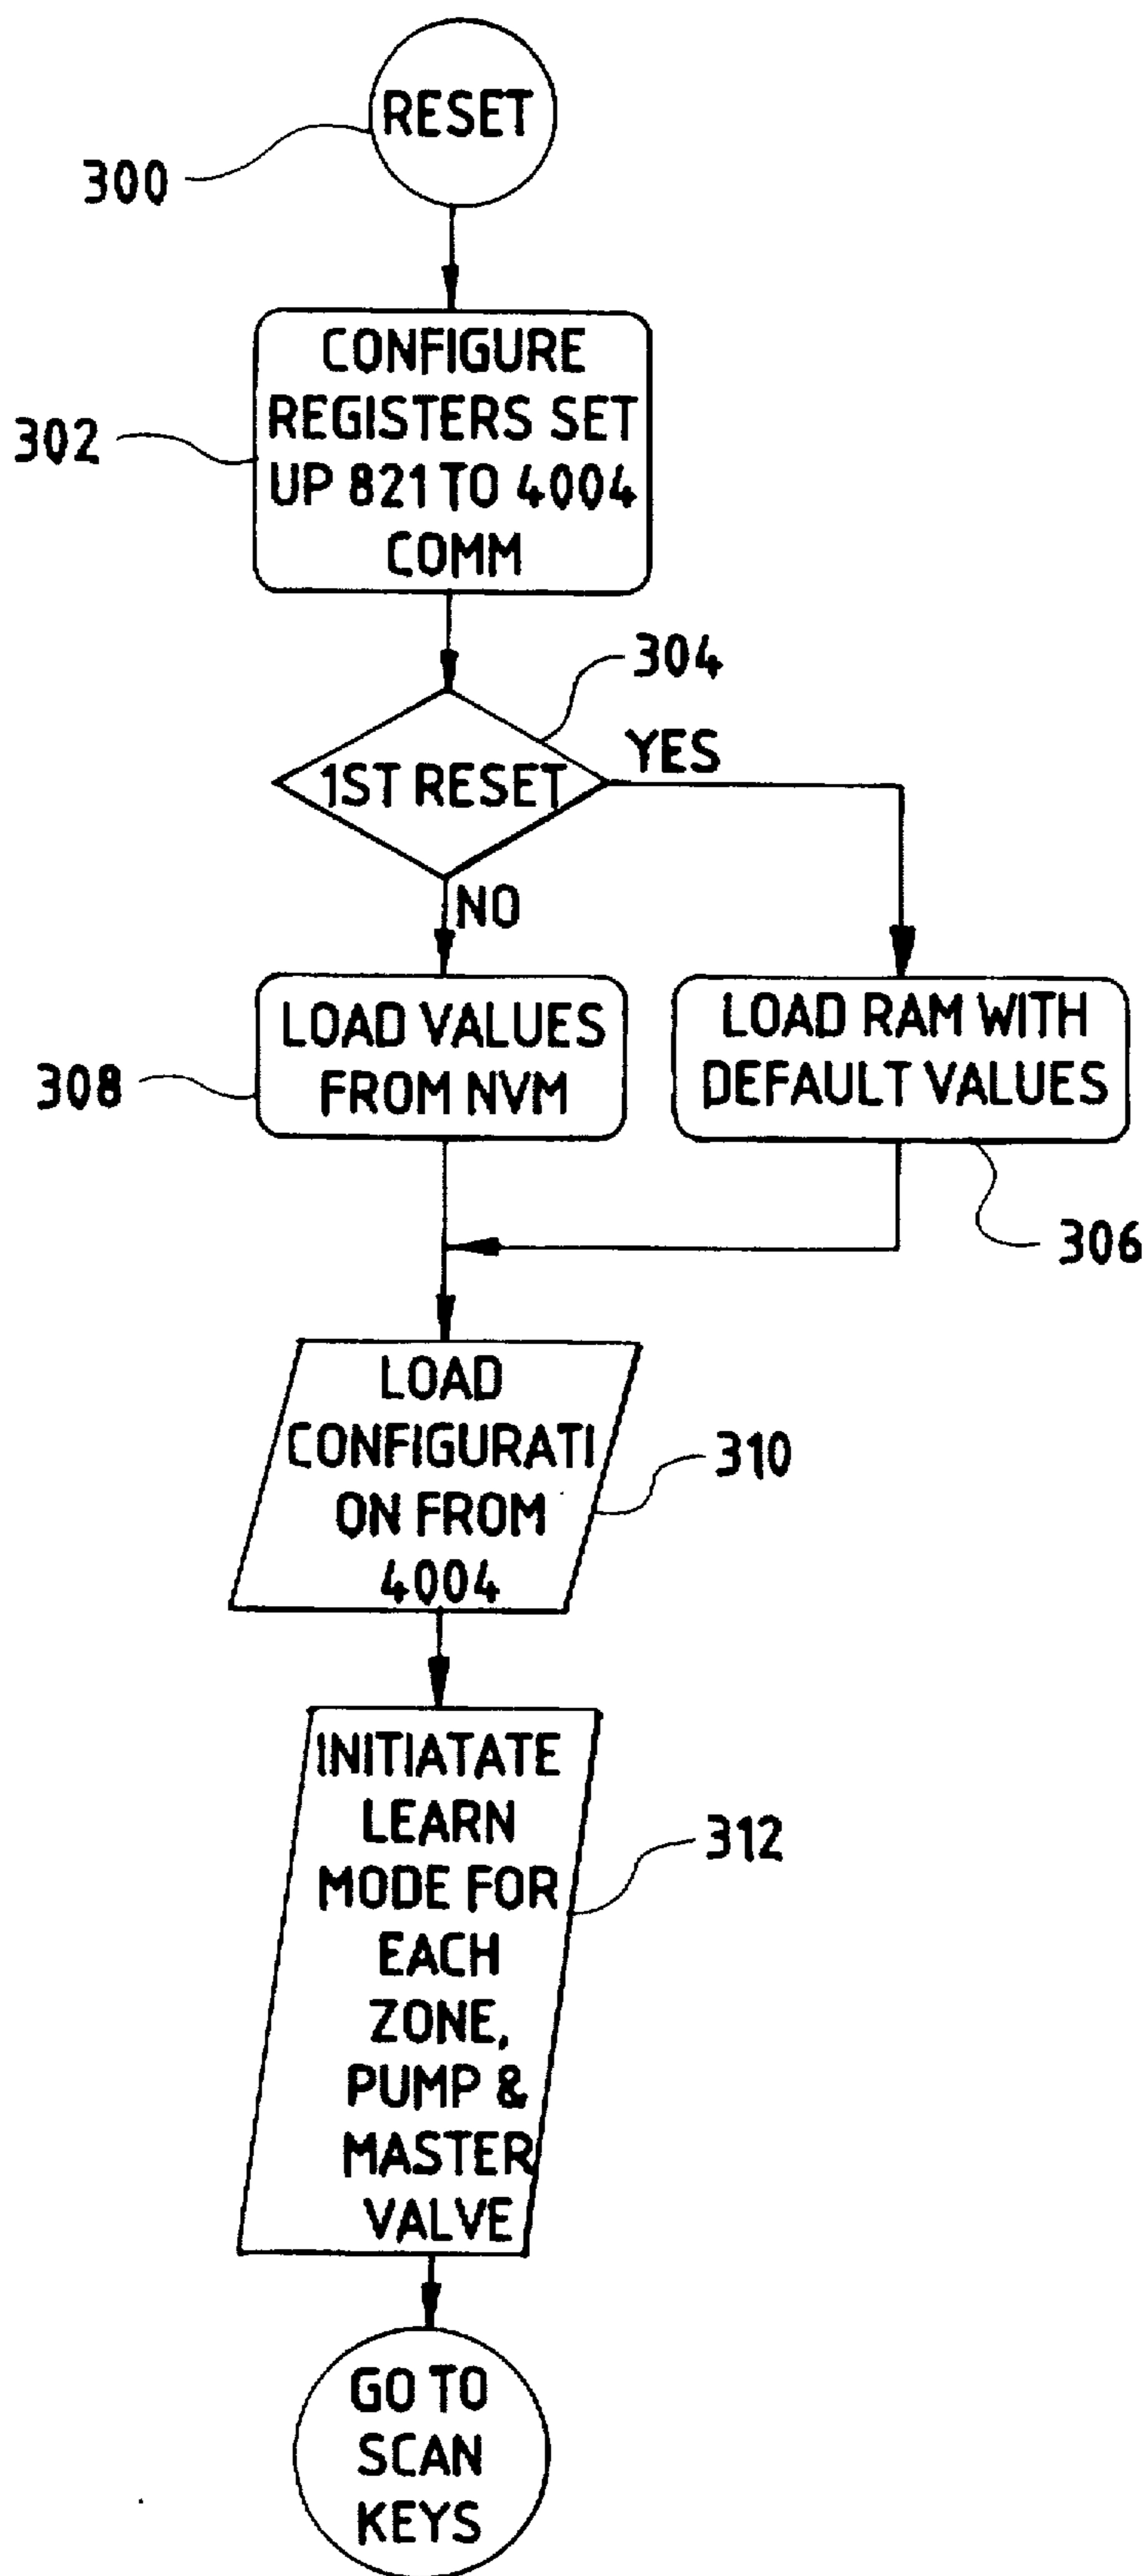 RESET
300
CONFIGURE
REGISTERS SET
UP 821 TO 4004
COMM
302
304
1ST RESET
YES
NO
LOAD VALUES
FROM NVM
308
LOAD RAM WITH
DEFAULT VALUES
306
LOAD
CONFIGURATI
ON FROM
4004
310
INITIATATE
LEARN
MODE FOR
EACH
ZONE,
PUMP &
MASTER
VALVE
312
GO TO
SCAN
KEYS